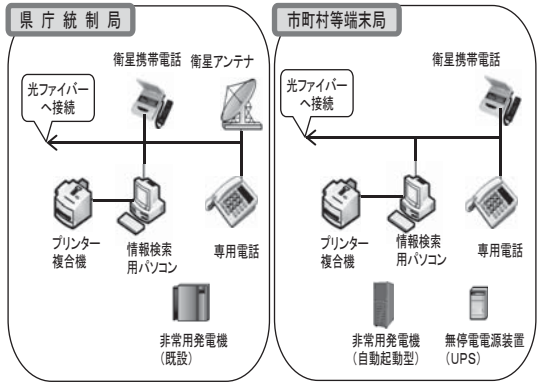 県庁統制局
衛星携帯電話
衛星アンテナ
光ファイバー
へ接続
プリンター
複合機
情報検索
用パソコン
専用電話
非常用発電機
（既設）
市町村等端末局
衛星携帯電話
光ファイバー
へ接続
プリンター
複合機
情報検索
用パソコン
専用電話
非常用発電機
（自動起動型）
無停電電源装置
（UPS）